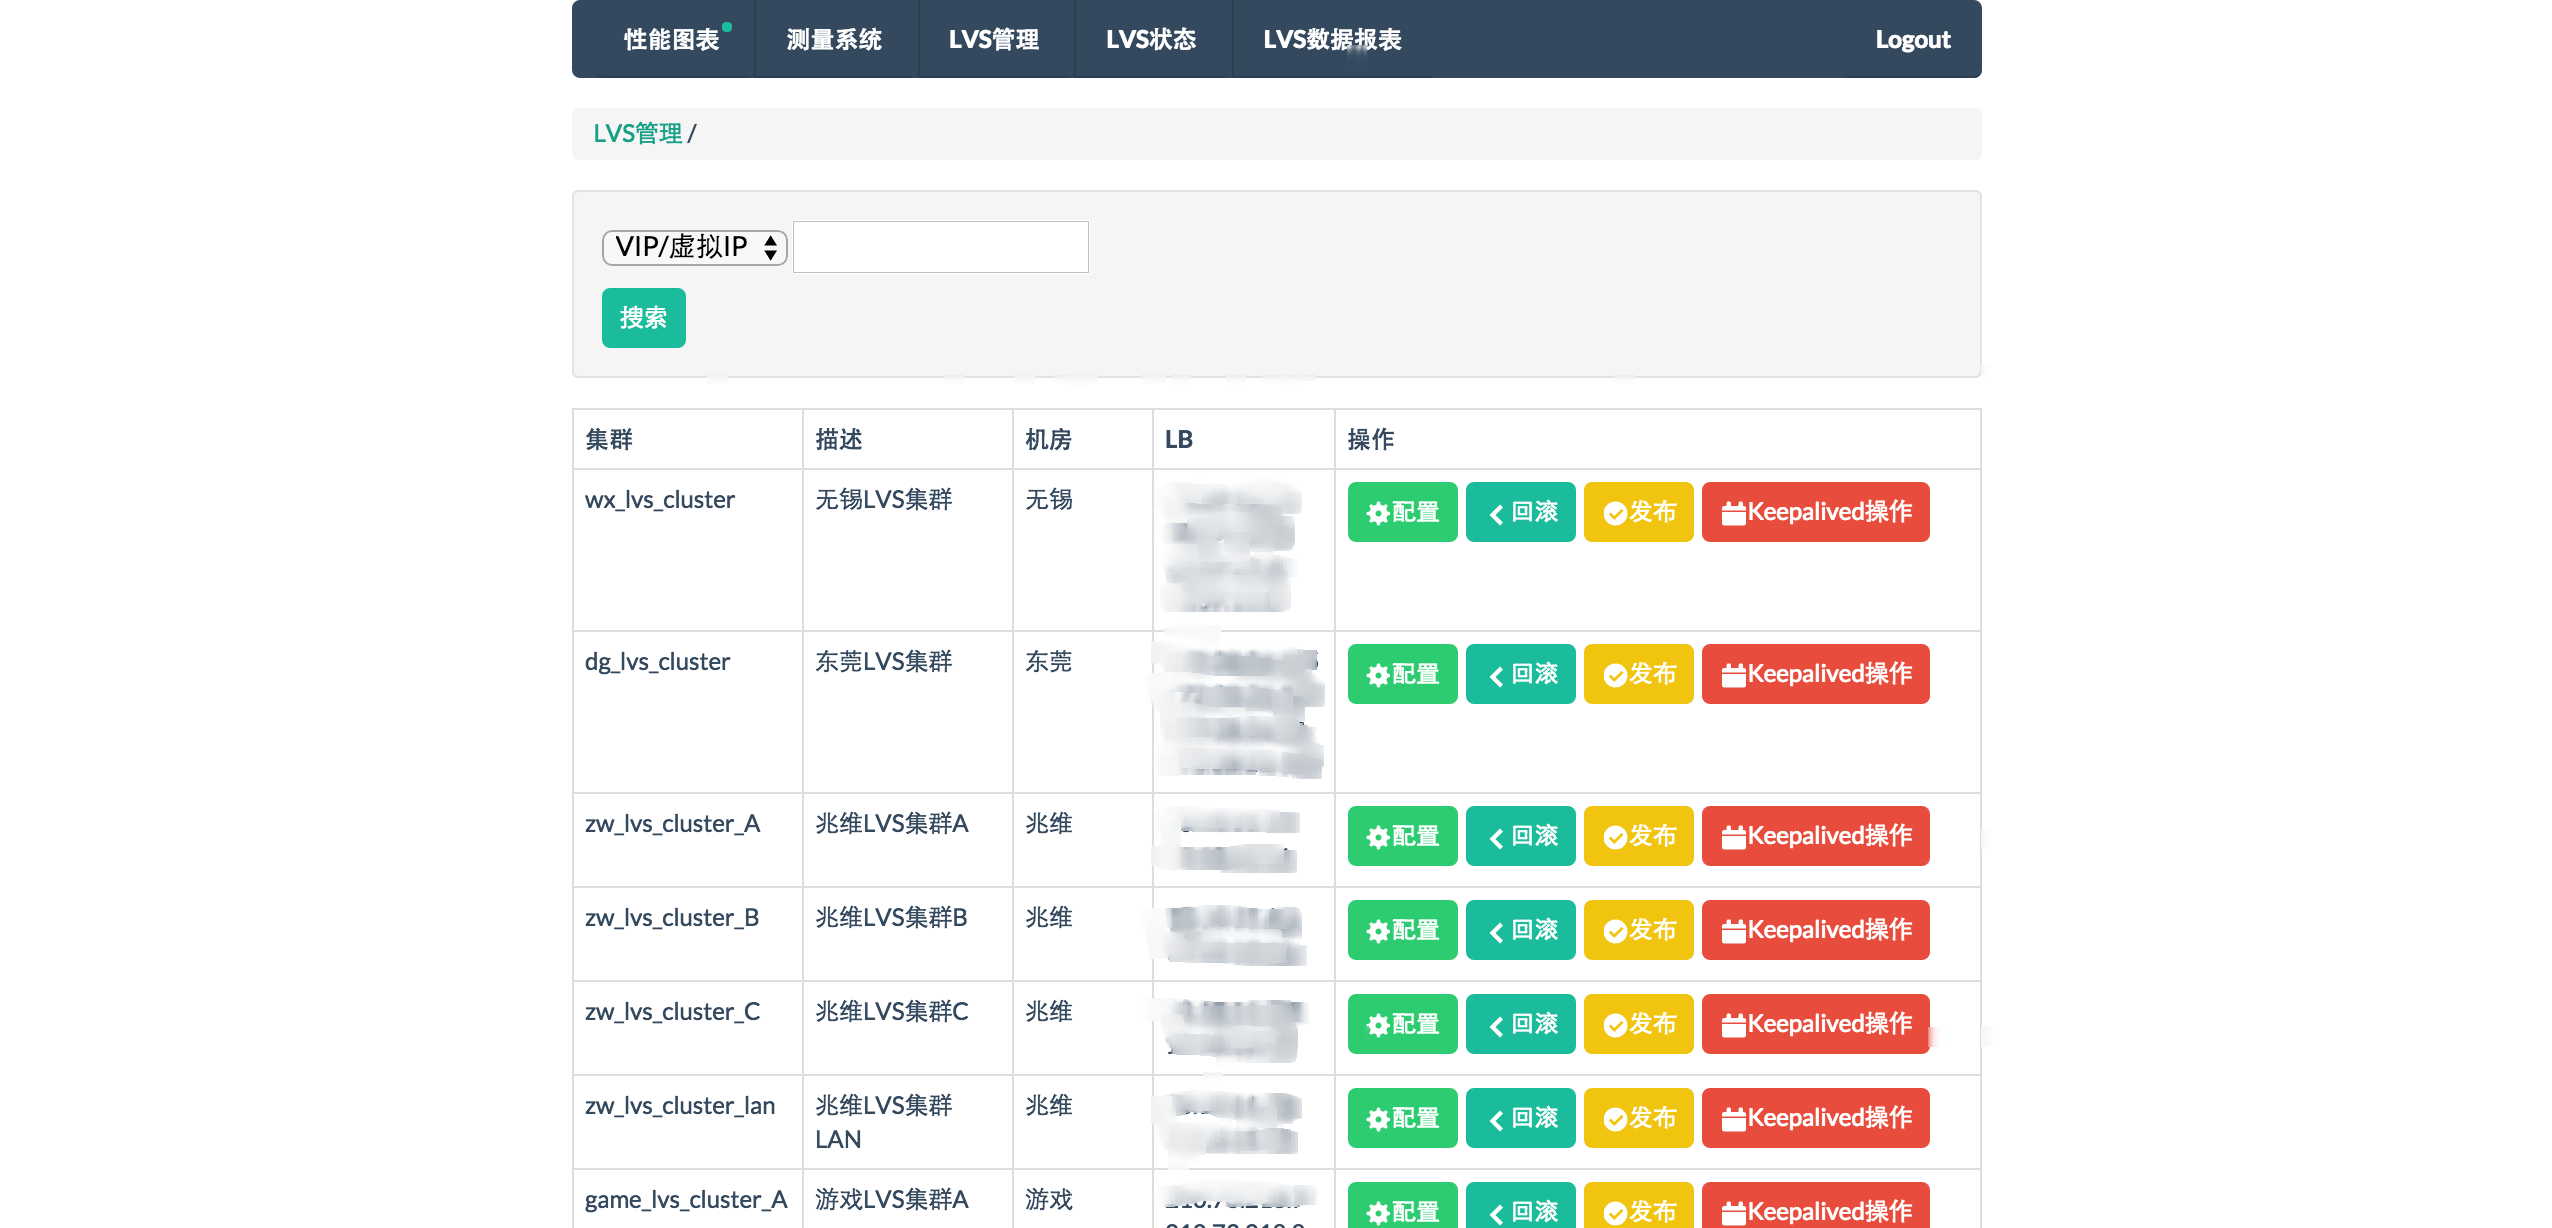 性能图表 测量系统 LVS管理 LVS状态 LVS数据报表 Logout
LVS管理 /
VIP/虚拟IP
搜索
集群 描述 机房 LB 操作
wx_lvs_cluster 无锡LVS集群 无锡 配置 回滚 发布 Keepalived操作
dg_lvs_cluster 东莞LVS集群 东莞 配置 回滚 发布 Keepalived操作
zw_lvs_cluster_A 兆维LVS集群A 兆维 配置 回滚 发布 Keepalived操作
zw_lvs_cluster_B 兆维LVS集群B 兆维 配置 回滚 发布 Keepalived操作
zw_lvs_cluster_C 兆维LVS集群C 兆维 配置 回滚 发布 Keepalived操作
zw_lvs_cluster_lan 兆维LVS集群 兆维 配置 回滚 发布 Keepalived操作
LAN
game_lvs_cluster_A 游戏LVS集群A 游戏 配置 回滚 发布 Keepalived操作